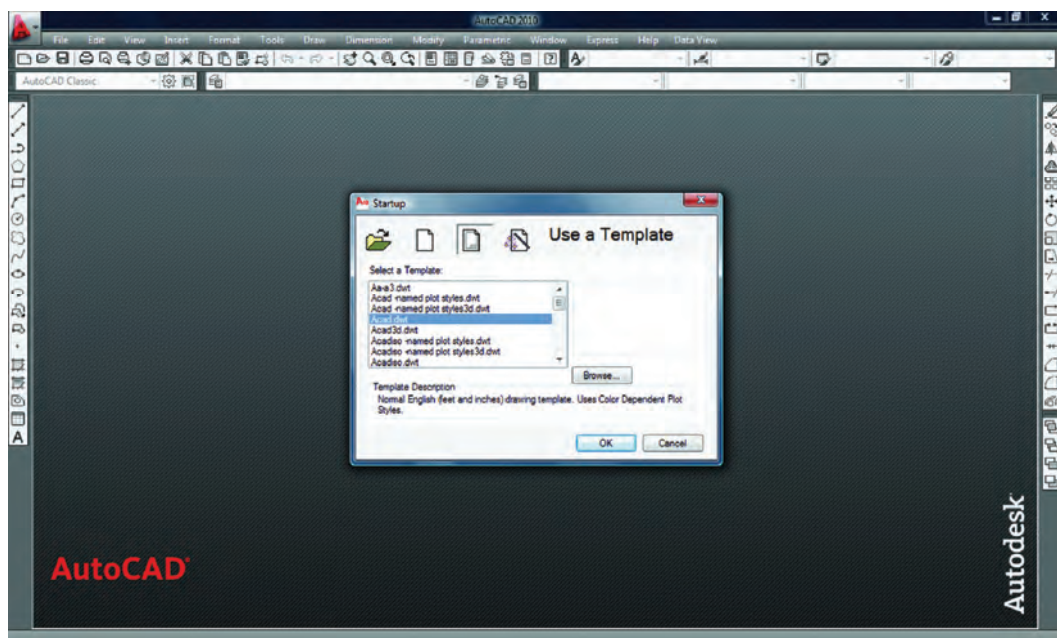 AutoCAD 2010
File Edit View Insert Format Tools Draw Dimension Modify Parametric Window Express Help Data View
AutoCAD Classic
Startup
Use a Template
Select a Template:
Aa-a3.dwt
Acad -named plot styles.dwt
Acad -named plot styles3d.dwt
Acad.dwt
Acad3d.dwt
Acadiso -named plot styles.dwt
Acadiso -named plot styles3d.dwt
Acadiso.dwt
Browse...
Template Description
Normal English (feet and inches) drawing template. Uses Color Dependent Plot
Styles.
OK Cancel
A
AutoCAD®
Autodesk